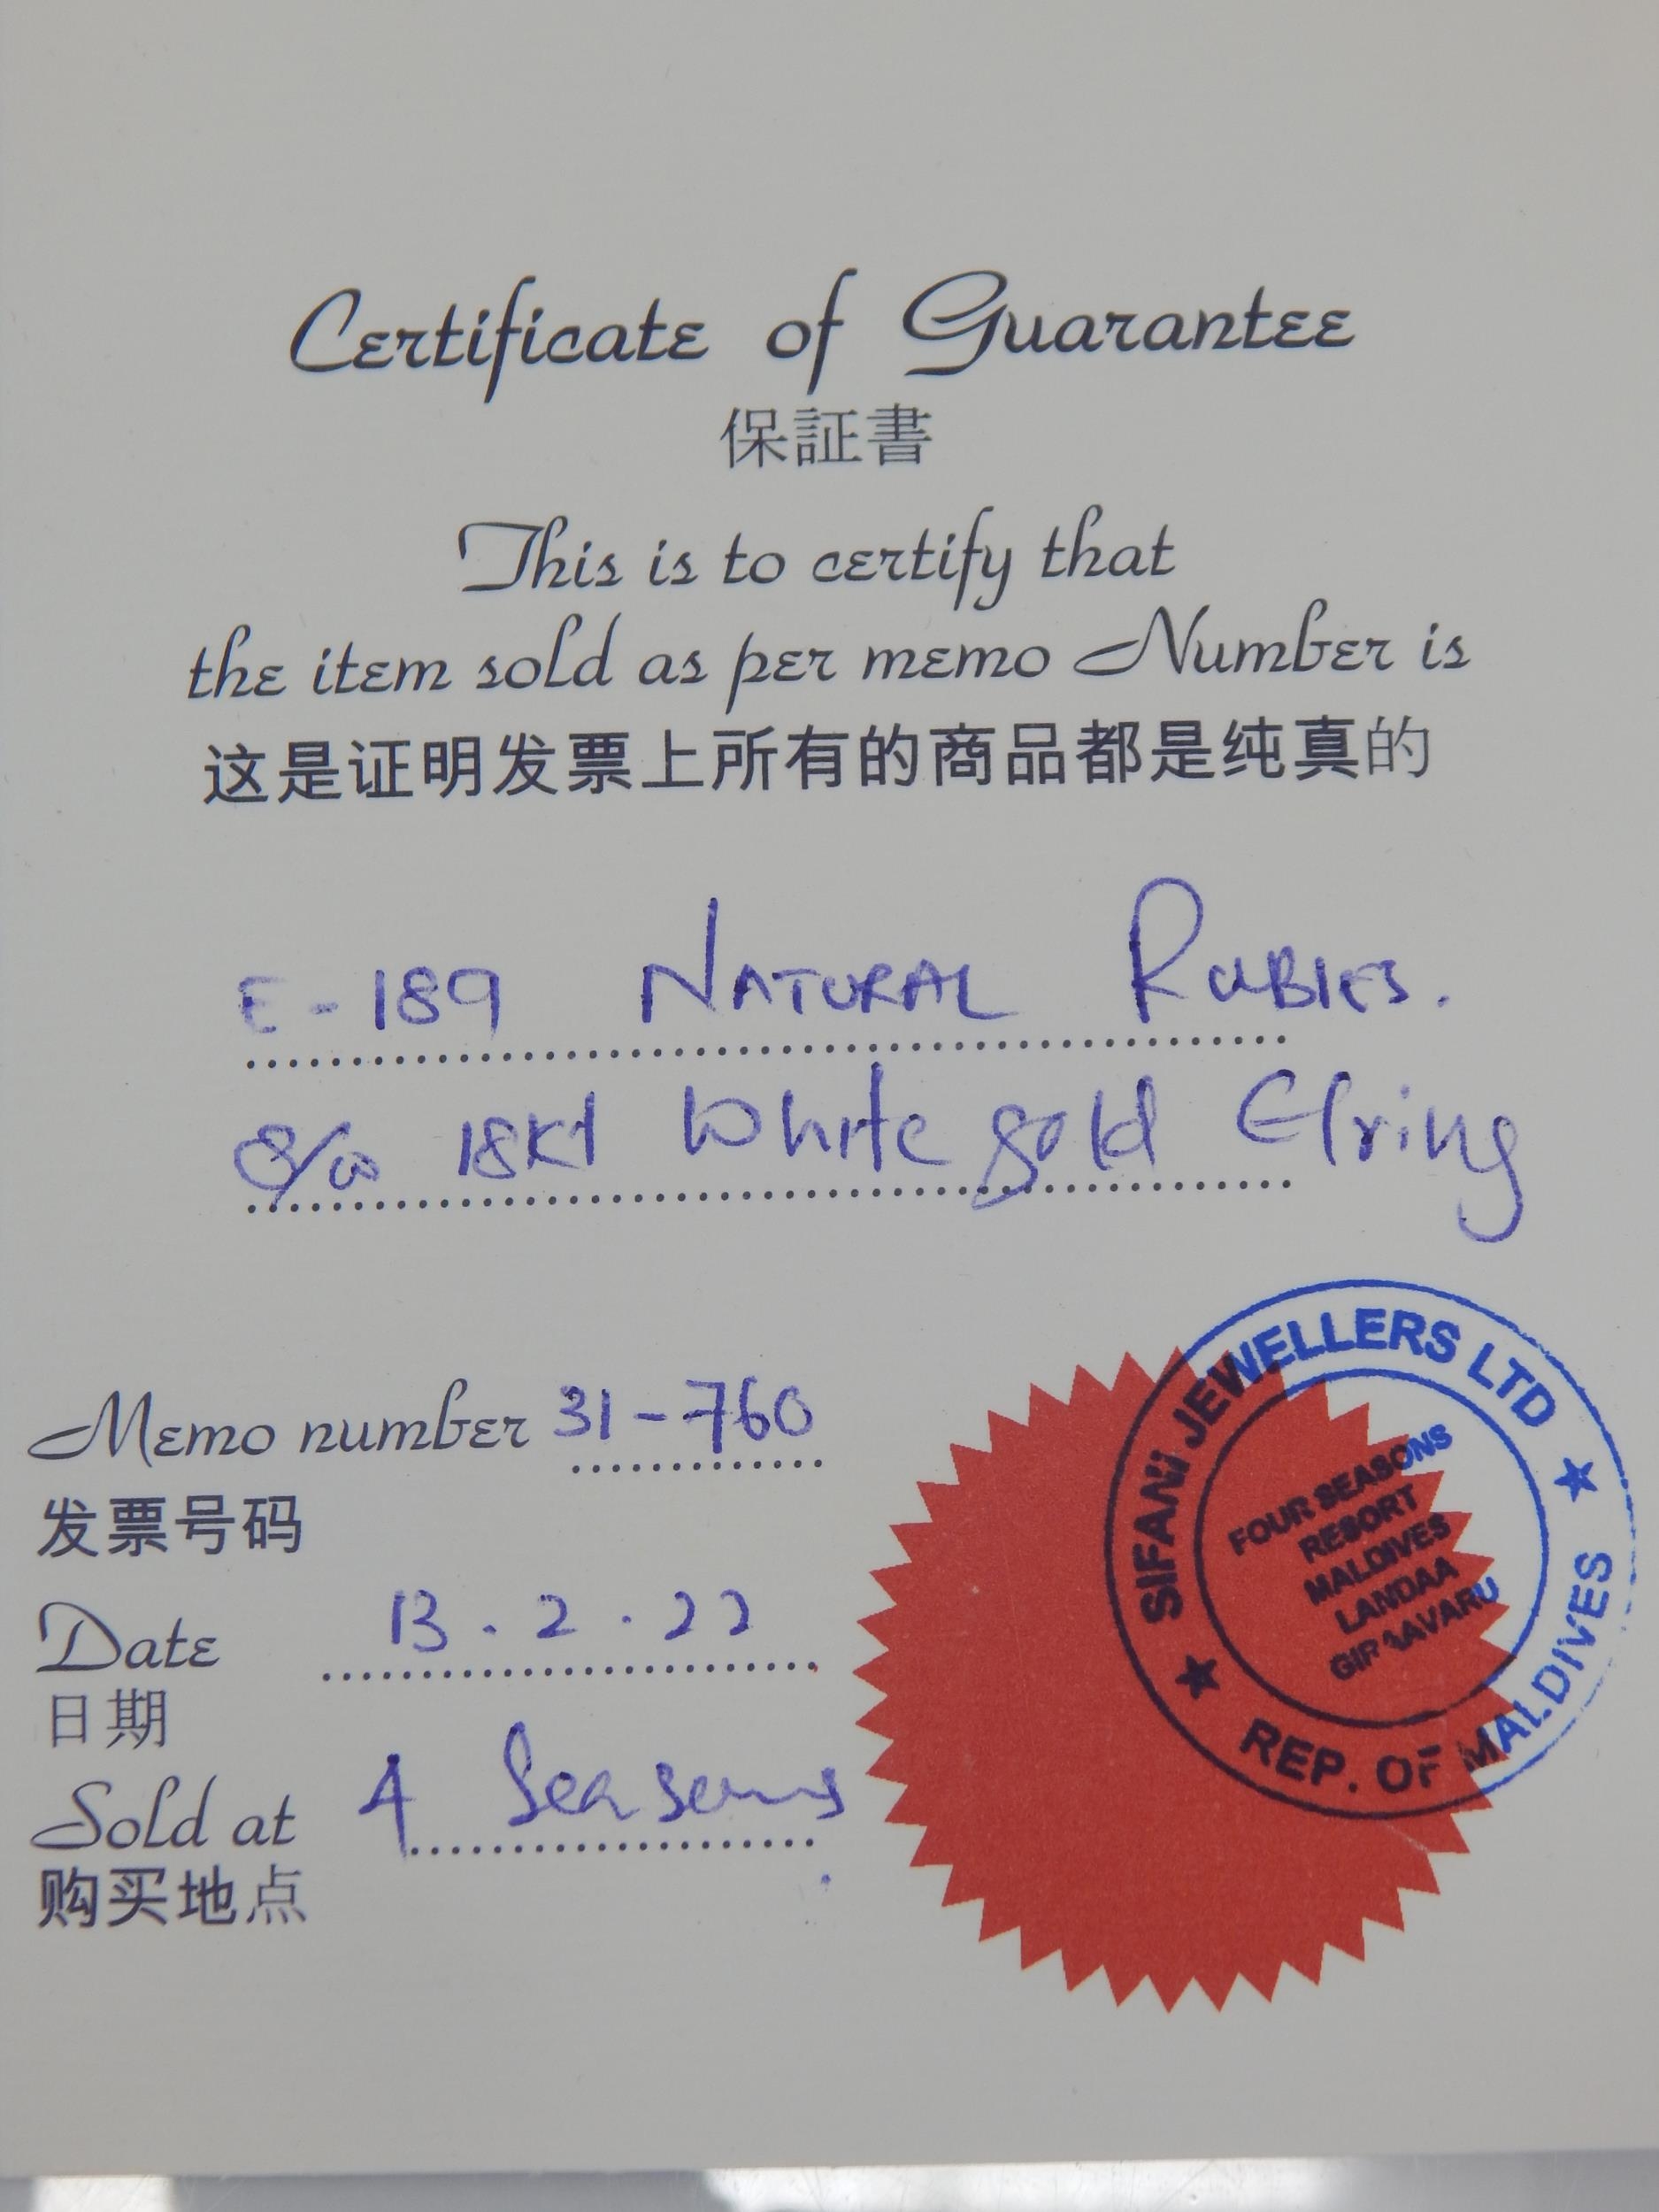 Certificate of Guarantee
保証書
This is to certify that
the item sold as per memo Number is
这是证明发票上所有的商品都是纯真的
E-189 NATURAL RUBIES.
18Kt White gold E/ring
Memo number 31-760
发票号码
Date 13.2.22
日期
Sold at 4 Seasons
购买地点
SIFANI JEWELLERS LTD
FOUR SEASONS
RESORT
MALDIVES
LANDAA
GIRAAVARU
REP. OF MALDIVES